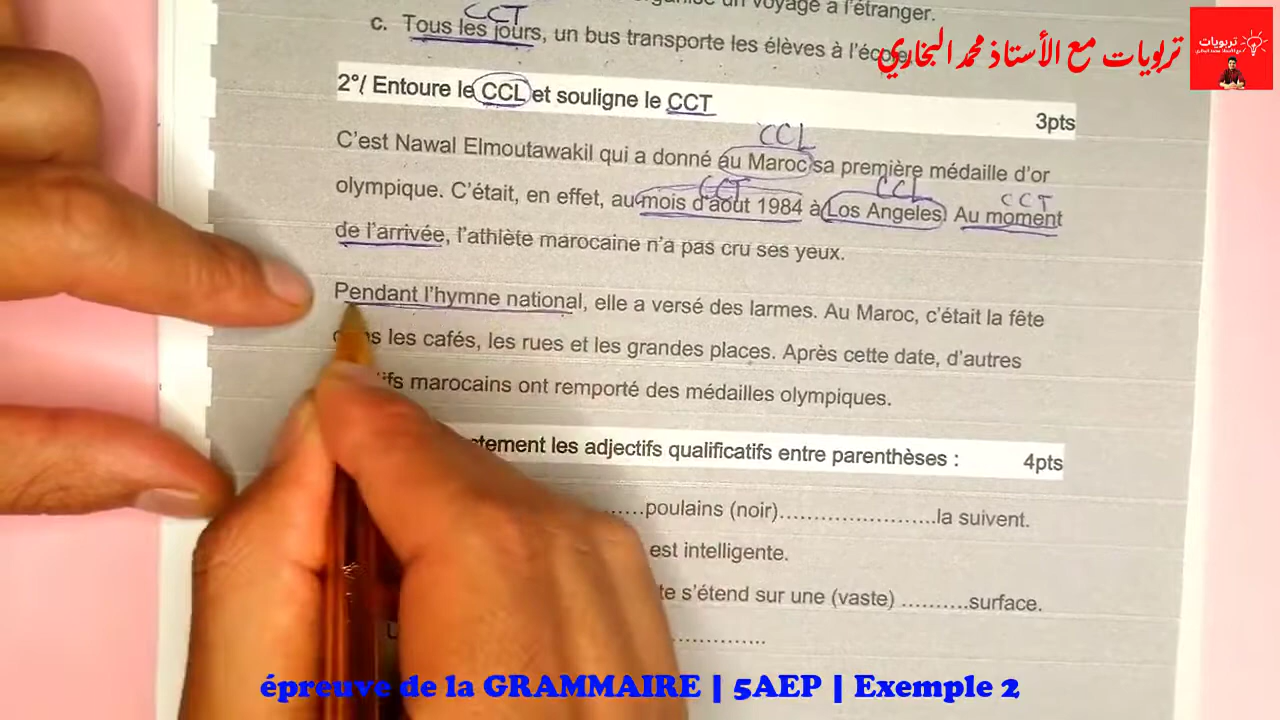 un voyage à l'étranger.
CCT
c. Tous les jours, un bus transporte les élèves à l'école
تربويات مع الأستاذ محمد البخاري
تربويات
2°/ Entoure le CCL et souligne le CCT
3pts
CCL
C'est Nawal Elmoutawakil qui a donné au Maroc sa première médaille d'or
CCT CCL CCT
olympique. C'était, en effet, au mois d'août 1984 à Los Angeles. Au moment
de l'arrivée, l'athlète marocaine n'a pas cru ses yeux.
Pendant l'hymne national, elle a versé des larmes. Au Maroc, c'était la fête
les cafés, les rues et les grandes places. Après cette date, d'autres
marocains ont remporté des médailles olympiques.
les adjectifs qualificatifs entre parenthèses :
4pts
......poulains (noir)........................la suivent.
est intelligente.
s'étend sur une (vaste) ..........surface.
épreuve de la GRAMMAIRE | 5AEP | Exemple 2